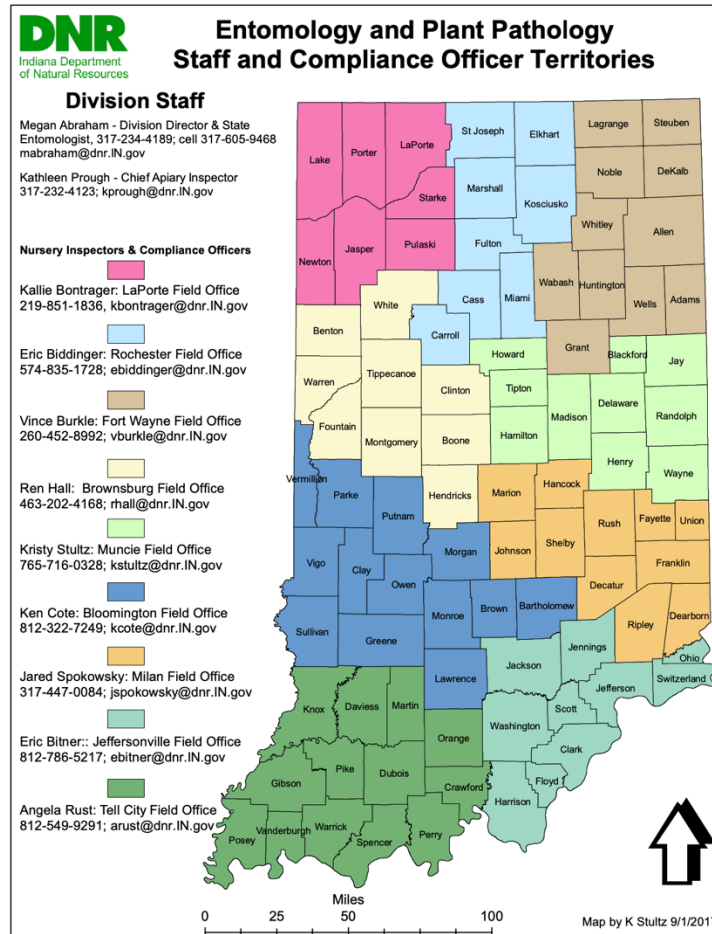 DNR
Indiana Department
of Natural Resources
Entomology and Plant Pathology
Staff and Compliance Officer Territories
Division Staff
Megan Abraham - Division Director & State
Entomologist, 317-234-4189; cell 317-605-9468
mabraham@dnr.IN.gov
Kathleen Prough - Chief Apiary Inspector
317-232-4123; kprough@dnr.IN.gov
Nursery Inspectors & Compliance Officers
Kallie Bontrager: LaPorte Field Office
219-851-1836, kbontrager@dnr.IN.gov
Eric Biddinger: Rochester Field Office
574-835-1728; ebiddinger@dnr.IN.gov
Vince Burkle: Fort Wayne Field Office
260-452-8992; vburkle@dnr.IN.gov
Ren Hall: Brownsburg Field Office
463-202-4168; rhall@dnr.IN.gov
Kristy Stultz: Muncie Field Office
765-716-0328; kstultz@dnr.IN.gov
Ken Cote: Bloomington Field Office
812-322-7249; kcote@dnr.IN.gov
Jared Spokowsky: Milan Field Office
317-447-0084; jspokowsky@dnr.IN.gov
Eric Bitner:: Jeffersonville Field Office
812-786-5217; ebitner@dnr.IN.gov
Angela Rust: Tell City Field Office
812-549-9291; arust@dnr.IN.gov
Lake
Porter
LaPorte
St Joseph
Elkhart
Lagrange
Steuben
Noble
DeKalb
Marshall
Kosciusko
Starke
Whitley
Allen
Newton
Jasper
Pulaski
Fulton
Wabash
Huntington
White
Cass
Miami
Wells
Adams
Benton
Carroll
Grant
Howard
Blackford
Jay
Warren
Tippecanoe
Clinton
Tipton
Madison
Delaware
Randolph
Fountain
Montgomery
Boone
Hamilton
Henry
Wayne
Vermillion
Parke
Putnam
Hendricks
Marion
Hancock
Rush
Fayette
Union
Vigo
Clay
Owen
Morgan
Johnson
Shelby
Franklin
Decatur
Sullivan
Greene
Monroe
Brown
Bartholomew
Ripley
Dearborn
Jennings
Jackson
Ohio
Switzerland
Lawrence
Jefferson
Knox
Daviess
Martin
Scott
Washington
Orange
Clark
Gibson
Pike
Dubois
Crawford
Floyd
Harrison
Posey
Vanderburgh
Warrick
Spencer
Perry
Miles
0 25 50 100
Map by K Stultz 9/1/2017